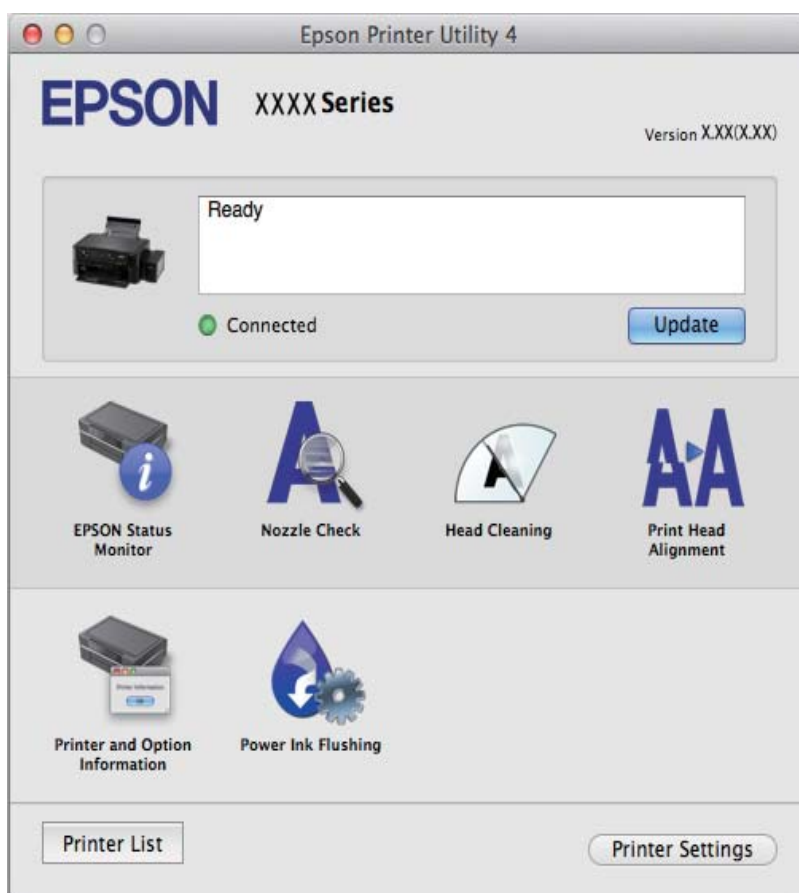 Epson Printer Utility 4
EPSON XXXX Series
Version X.XX(X.XX)
Ready
Connected
Update
EPSON Status
Monitor
Nozzle Check
Head Cleaning
Print Head
Alignment
Printer and Option
Information
Power Ink Flushing
Printer List
Printer Settings